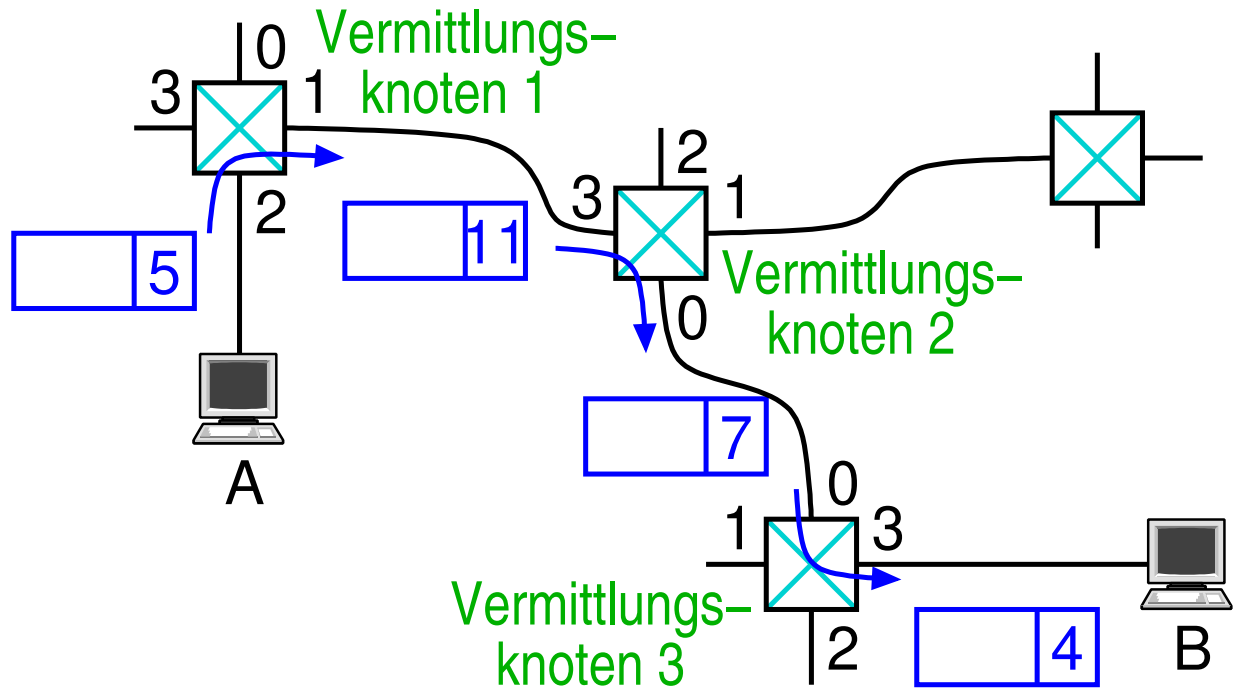 0
Vermittlungs–
knoten 1
3
1
2
5
A
11
3
2
1
Vermittlungs–
knoten 2
0
7
0
1
3
Vermittlungs–
knoten 3
2
4
B